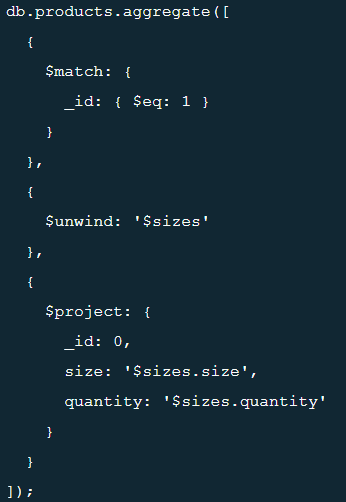 db.products.aggregate([
  {
    $match: {
      _id: { $eq: 1 }
    }
  },
  {
    $unwind: '$sizes'
  },
  {
    $project: {
      _id: 0,
      size: '$sizes.size',
      quantity: '$sizes.quantity'
    }
  }
]);